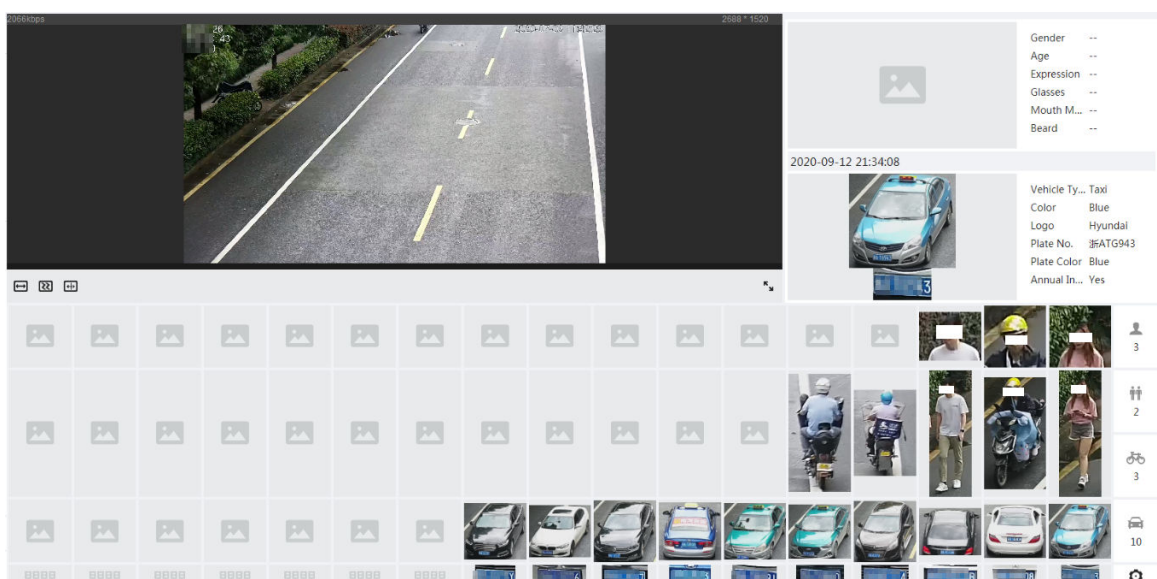 2066kbps
2688 * 1520
Gender --
Age --
Expression --
Glasses --
Mouth M... --
Beard --
2020-09-12 21:34:08
Vehicle Ty... Taxi
Color Blue
Logo Hyundai
Plate No. 浙ATG943
Plate Color Blue
Annual In... Yes
3
3
2
3
10